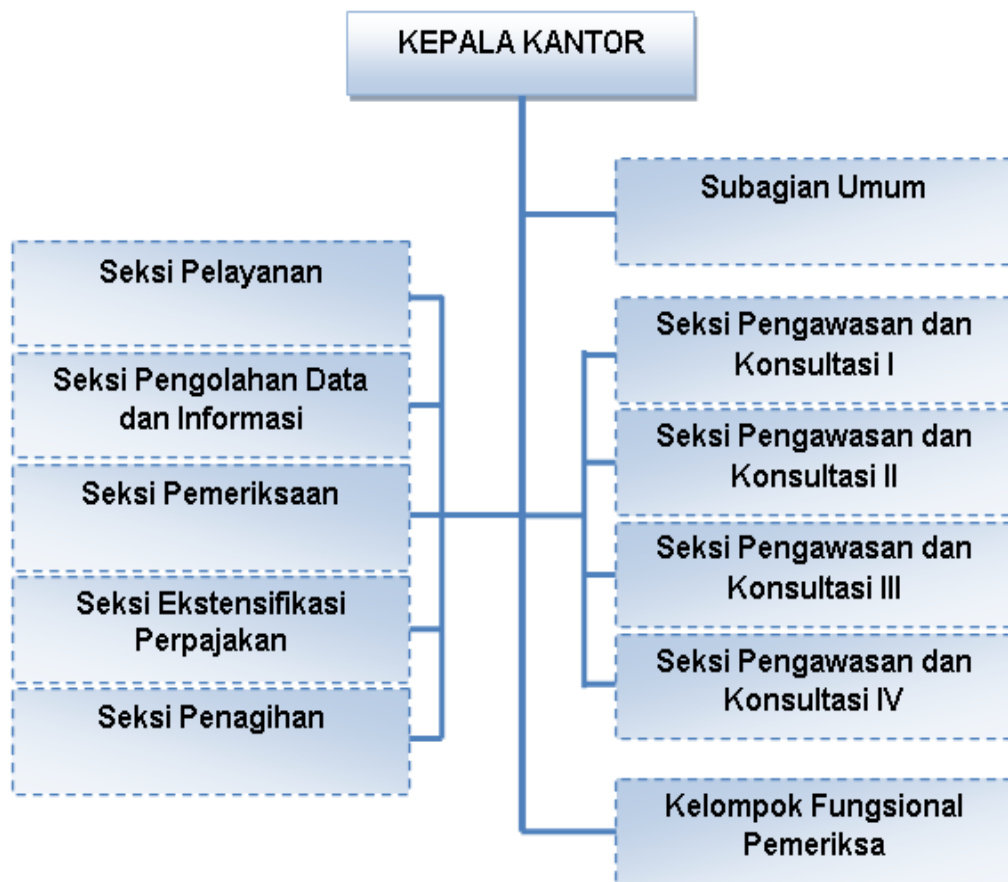 KEPALA KANTOR
Subagian Umum
Seksi Pelayanan
Seksi Pengolahan Data
dan Informasi
Seksi Pemeriksaan
Seksi Ekstensifikasi
Perpajakan
Seksi Penagihan
Seksi Pengawasan dan
Konsultasi I
Seksi Pengawasan dan
Konsultasi II
Seksi Pengawasan dan
Konsultasi III
Seksi Pengawasan dan
Konsultasi IV
Kelompok Fungsional
Pemeriksa